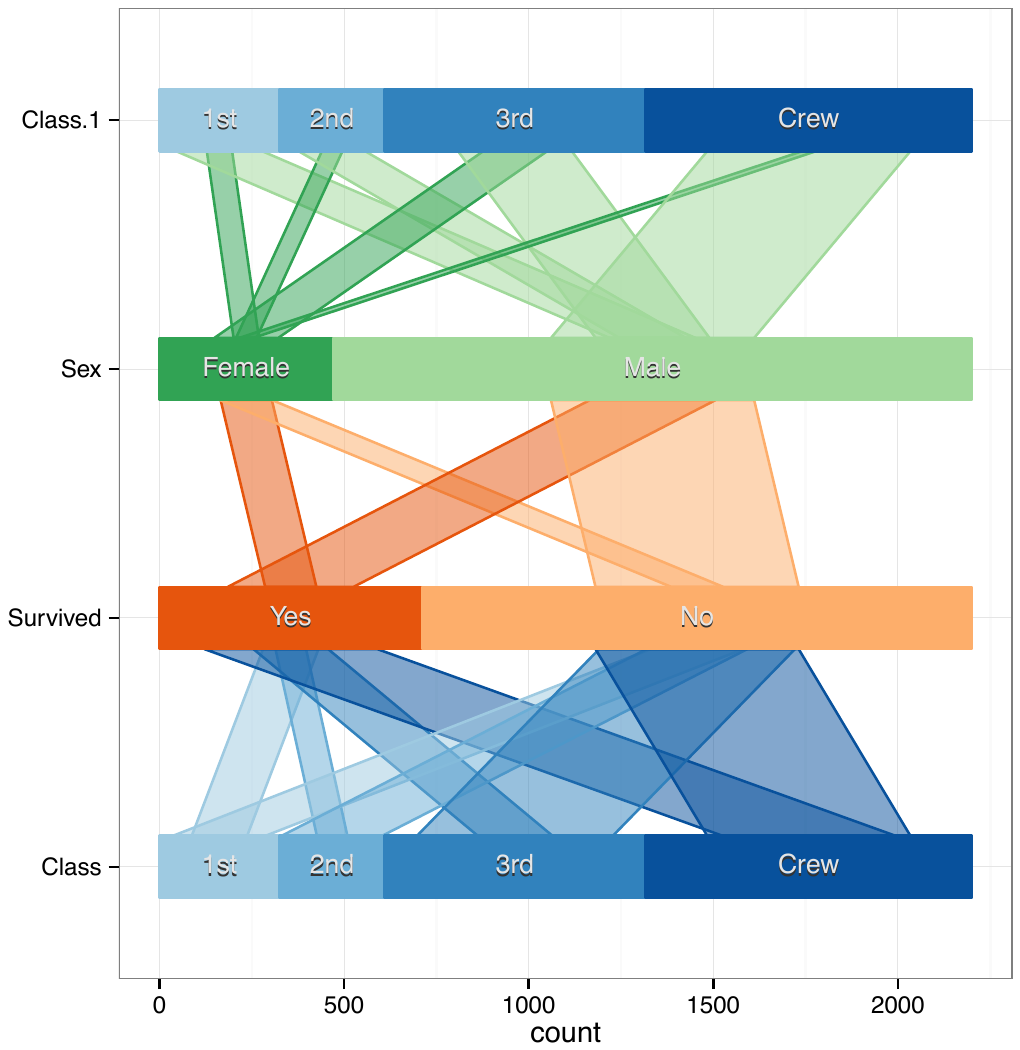 Class.1
1st 2nd 3rd Crew
Sex
Female Male
Survived
Yes No
Class
1st 2nd 3rd Crew
0 500 1000 1500 2000
count